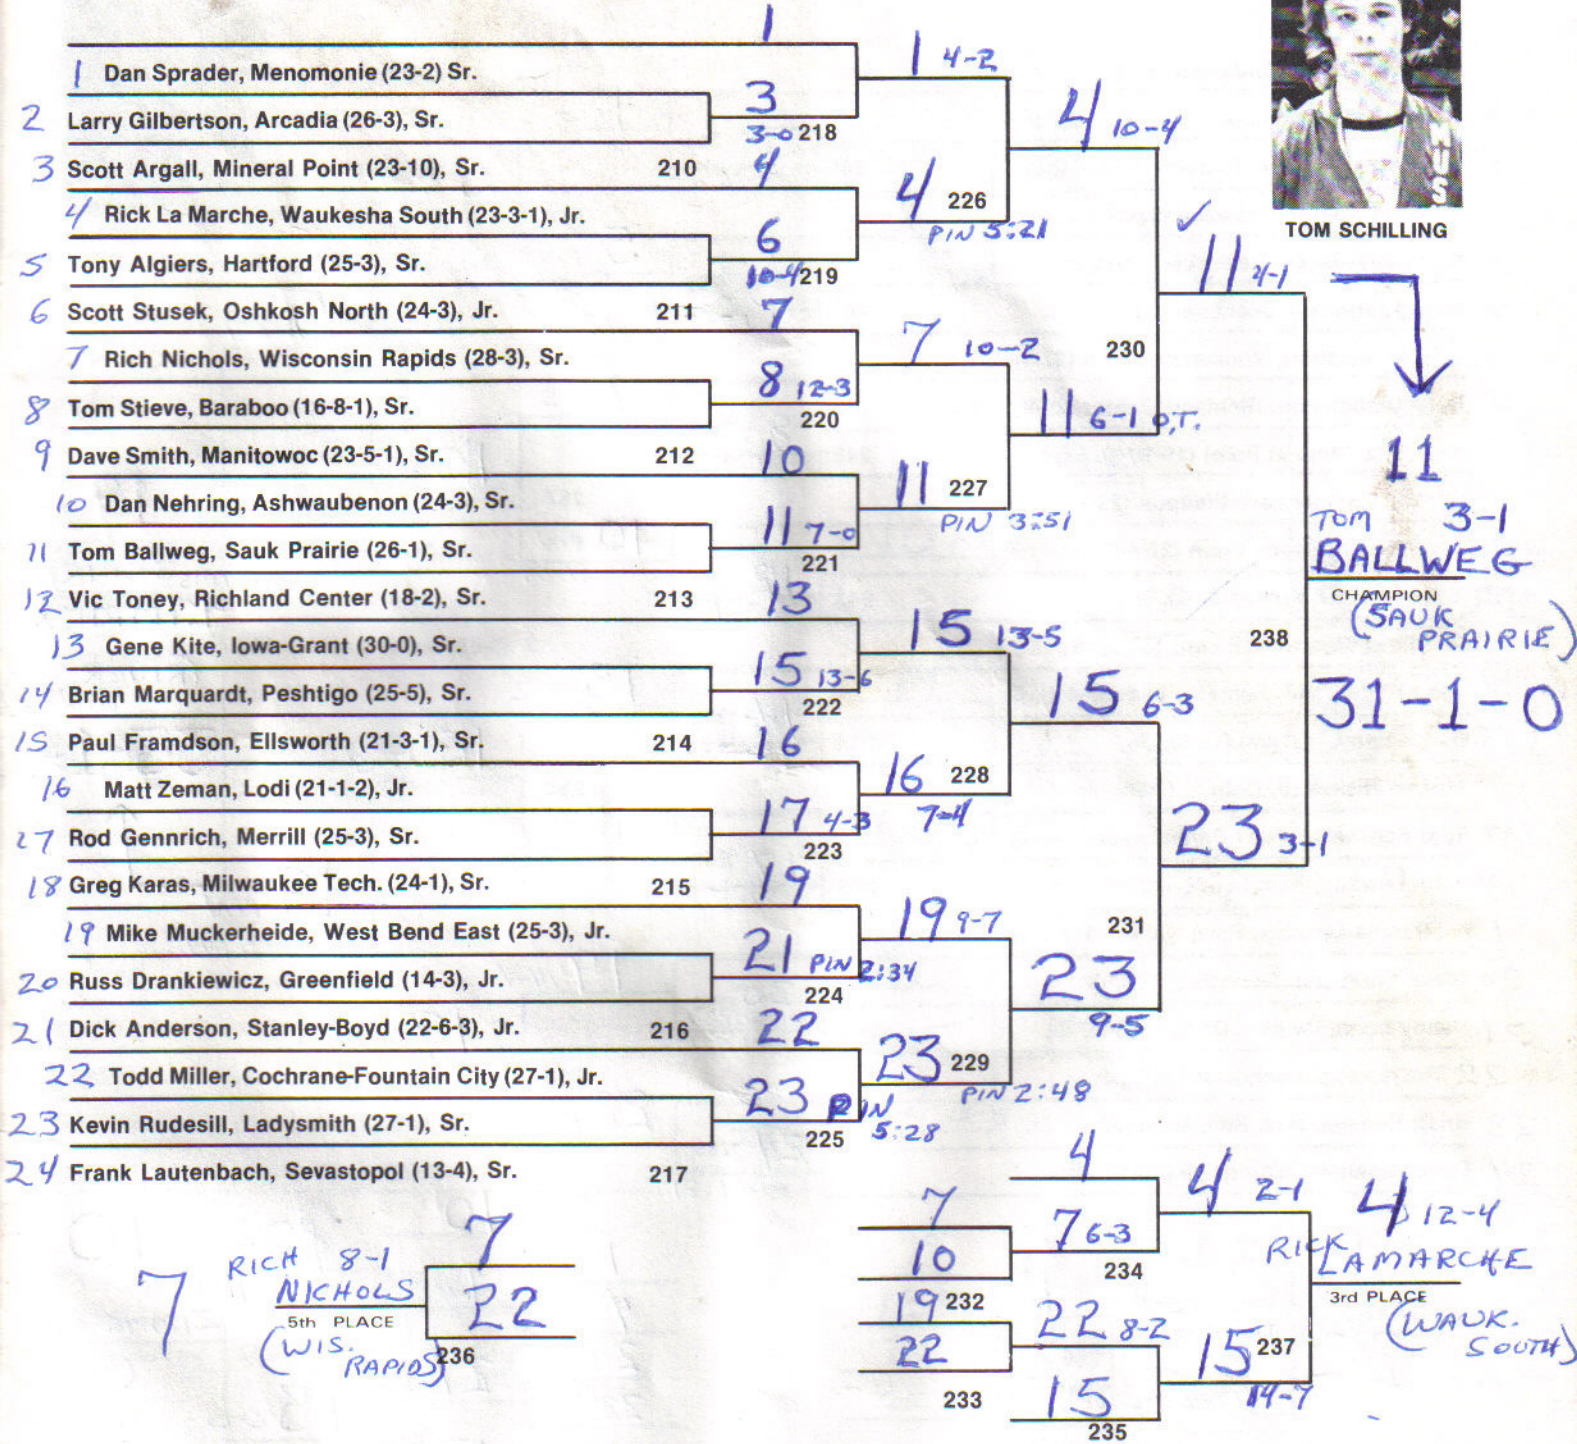 1
1 4-2
1 Dan Sprader, Menomonie (23-2) Sr.
3
4 10-4
2 Larry Gilbertson, Arcadia (26-3), Sr.
3-0 218
3 Scott Argall, Mineral Point (23-10), Sr. 210 4
4 226
4 Rick La Marche, Waukesha South (23-3-1), Jr.
PIN 5:21
TOM SCHILLING
6
5 Tony Algiers, Hartford (25-3), Sr.
10-4 219
11 4-1
6 Scott Stusek, Oshkosh North (24-3), Jr. 211 7
7 10-2
230
7 Rich Nichols, Wisconsin Rapids (28-3), Sr.
8 12-3
8 Tom Stieve, Baraboo (16-8-1), Sr.
220
11 6-1 O.T.
9 Dave Smith, Manitowoc (23-5-1), Sr. 212 10
11
11 227
10 Dan Nehring, Ashwaubenon (24-3), Sr.
PIN 3:51
TOM 3-1
11 7-0
11 Tom Ballweg, Sauk Prairie (26-1), Sr.
221
BALLWEG
12 Vic Toney, Richland Center (18-2), Sr. 213 13
CHAMPION
(SAUK
PRAIRIE)
15 13-5
238
13 Gene Kite, Iowa-Grant (30-0), Sr.
15 13-6
14 Brian Marquardt, Peshtigo (25-5), Sr.
222
15 6-3
31-1-0
15 Paul Framdson, Ellsworth (21-3-1), Sr. 214 16
16 228
16 Matt Zeman, Lodi (21-1-2), Jr.
7-4
17 4-3
17 Rod Gennrich, Merrill (25-3), Sr.
223
23 3-1
18 Greg Karas, Milwaukee Tech. (24-1), Sr. 215 19
19 9-7
231
19 Mike Muckerheide, West Bend East (25-3), Jr.
21 PIN 2:34
20 Russ Drankiewicz, Greenfield (14-3), Jr.
224
23
9-5
21 Dick Anderson, Stanley-Boyd (22-6-3), Jr. 216 22
23 229
22 Todd Miller, Cochrane-Fountain City (27-1), Jr.
PIN 2:48
23 PIN
5:28
23 Kevin Rudesill, Ladysmith (27-1), Sr.
225
24 Frank Lautenbach, Sevastopol (13-4), Sr. 217
4
4 2-1
4 12-4
7
7 6-3
10
234
RICK LAMARCHE
3rd PLACE
(WAUK.
SOUTH)
19 232
22 8-2
22
15 237
14-7
233
15
235
7
7
RICH 8-1
NICHOLS
22
5th PLACE
(WIS.
RAPIDS)
236